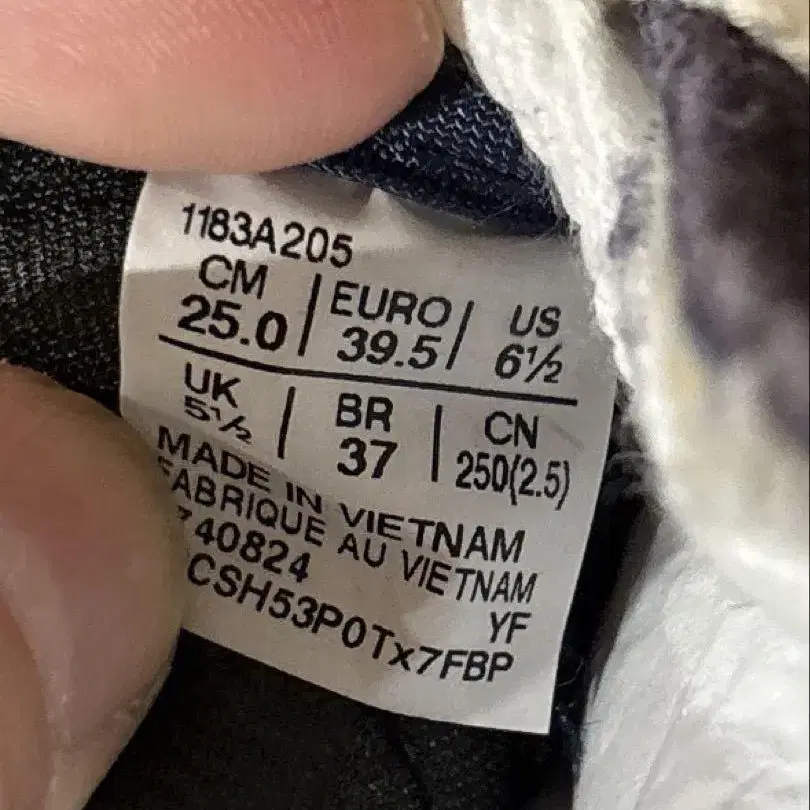 1183A205
CM | EURO | US
25.0 | 39.5 | 6½
UK | BR | CN
5½ | 37 | 250(2.5)
MADE IN VIETNAM
FABRIQUE AU VIETNAM
40824 YF
CSH53P0Tx7FBP